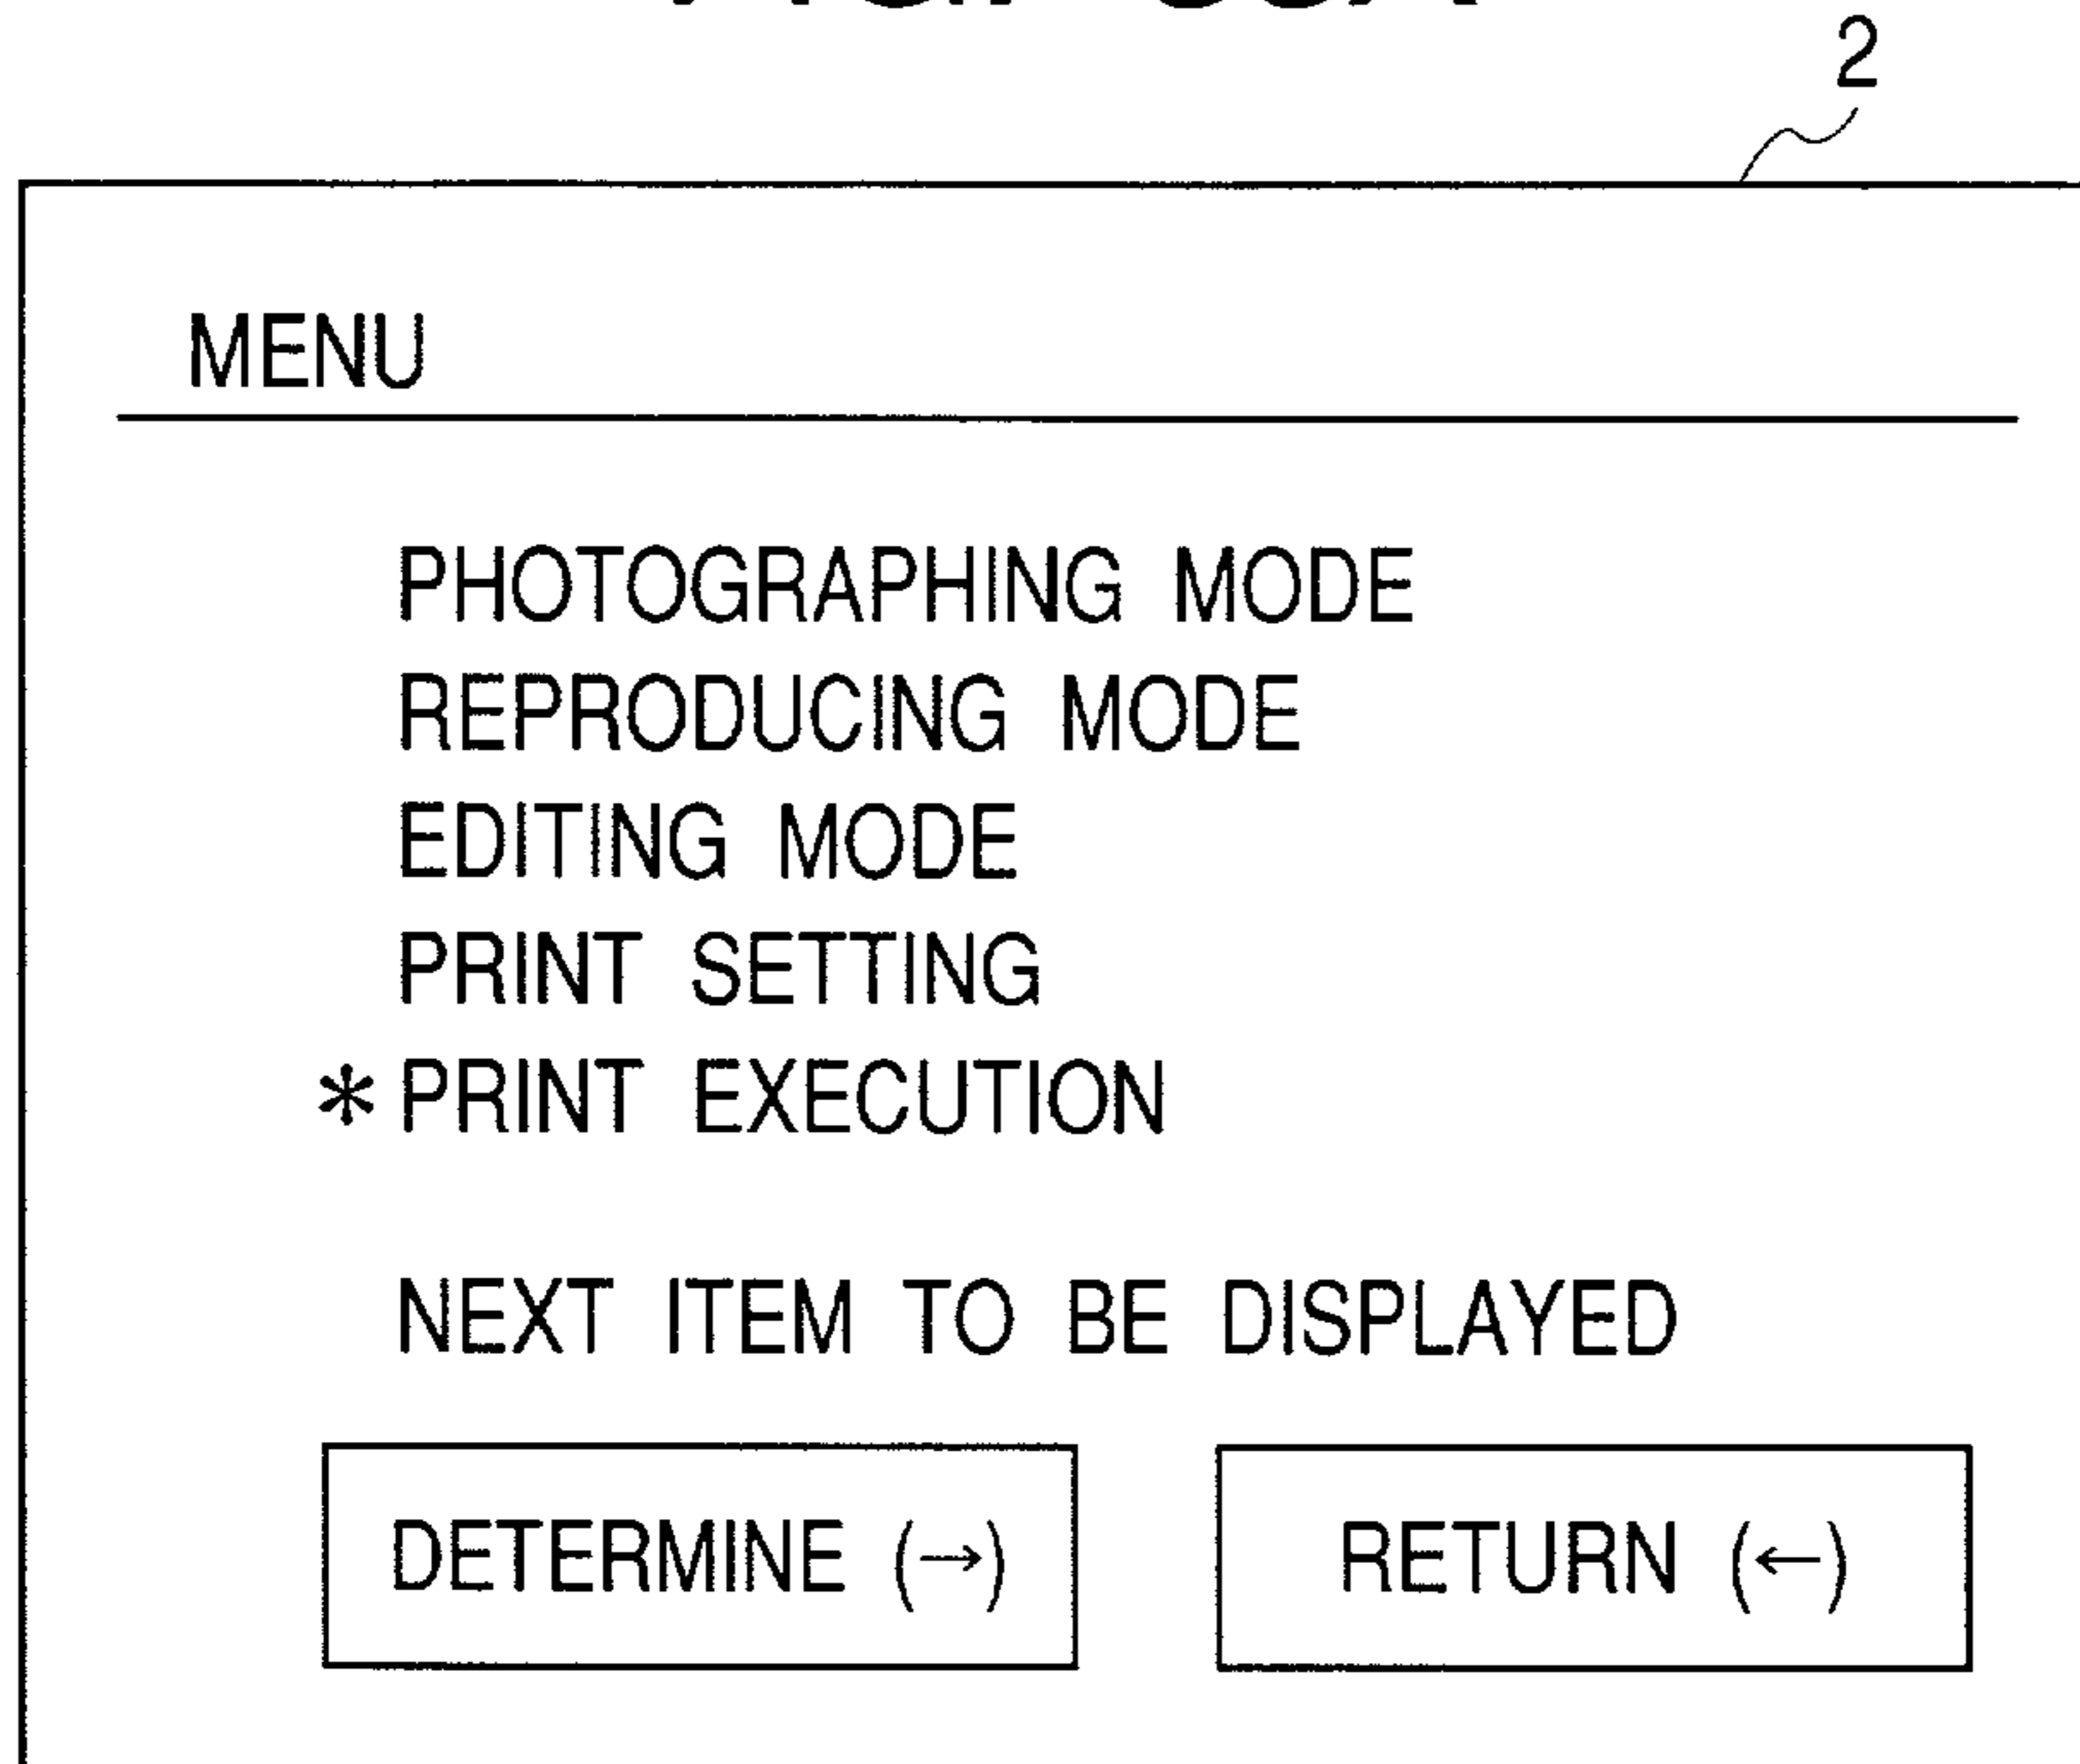 2
MENU
PHOTOGRAPHING MODE
REPRODUCING MODE
EDITING MODE
PRINT SETTING
*PRINT EXECUTION
NEXT ITEM TO BE DISPLAYED
DETERMINE (→) RETURN (←)